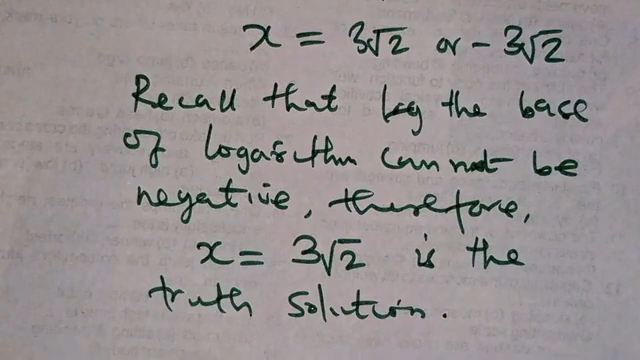 x = 3√2 or - 3√2
Recall that the base
of logarithm cannot be
negative, therefore,
x = 3√2 is the
truth solution.